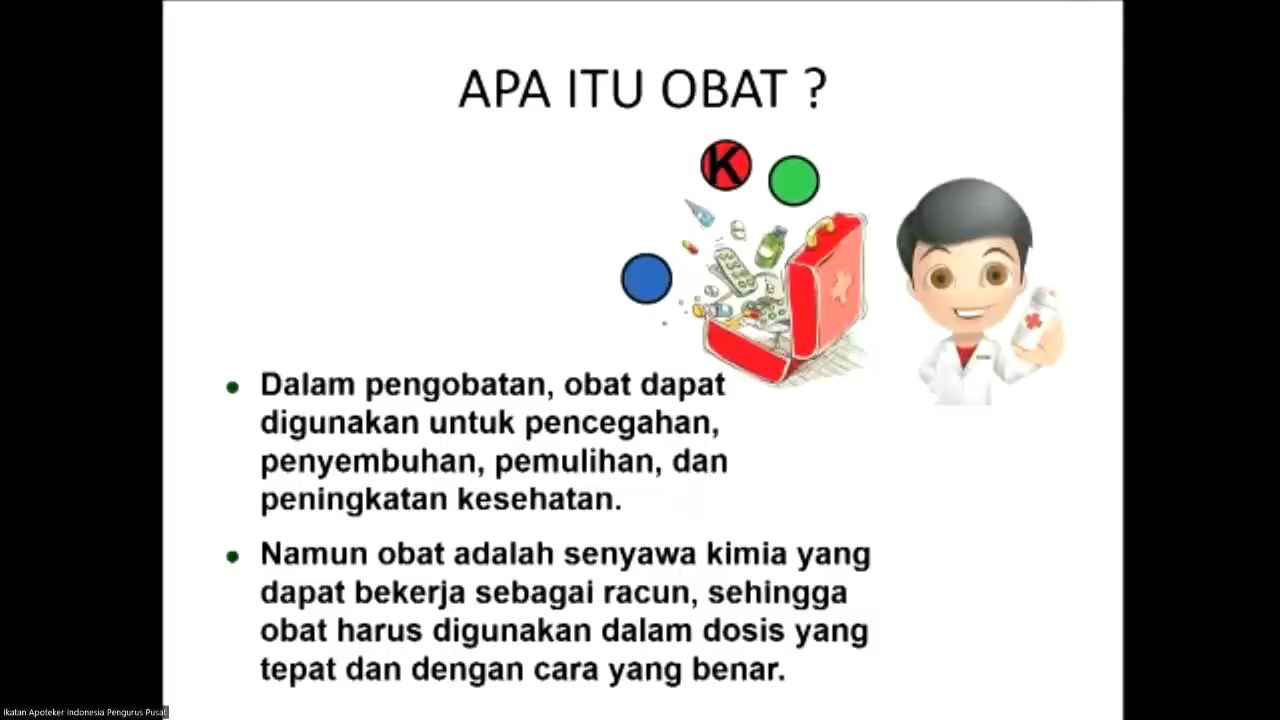 APA ITU OBAT ?
K
Dalam pengobatan, obat dapat
digunakan untuk pencegahan,
penyembuhan, pemulihan, dan
peningkatan kesehatan.
Namun obat adalah senyawa kimia yang
dapat bekerja sebagai racun, sehingga
obat harus digunakan dalam dosis yang
tepat dan dengan cara yang benar.
Ikatan Apoteker Indonesia Pengurus Pusat